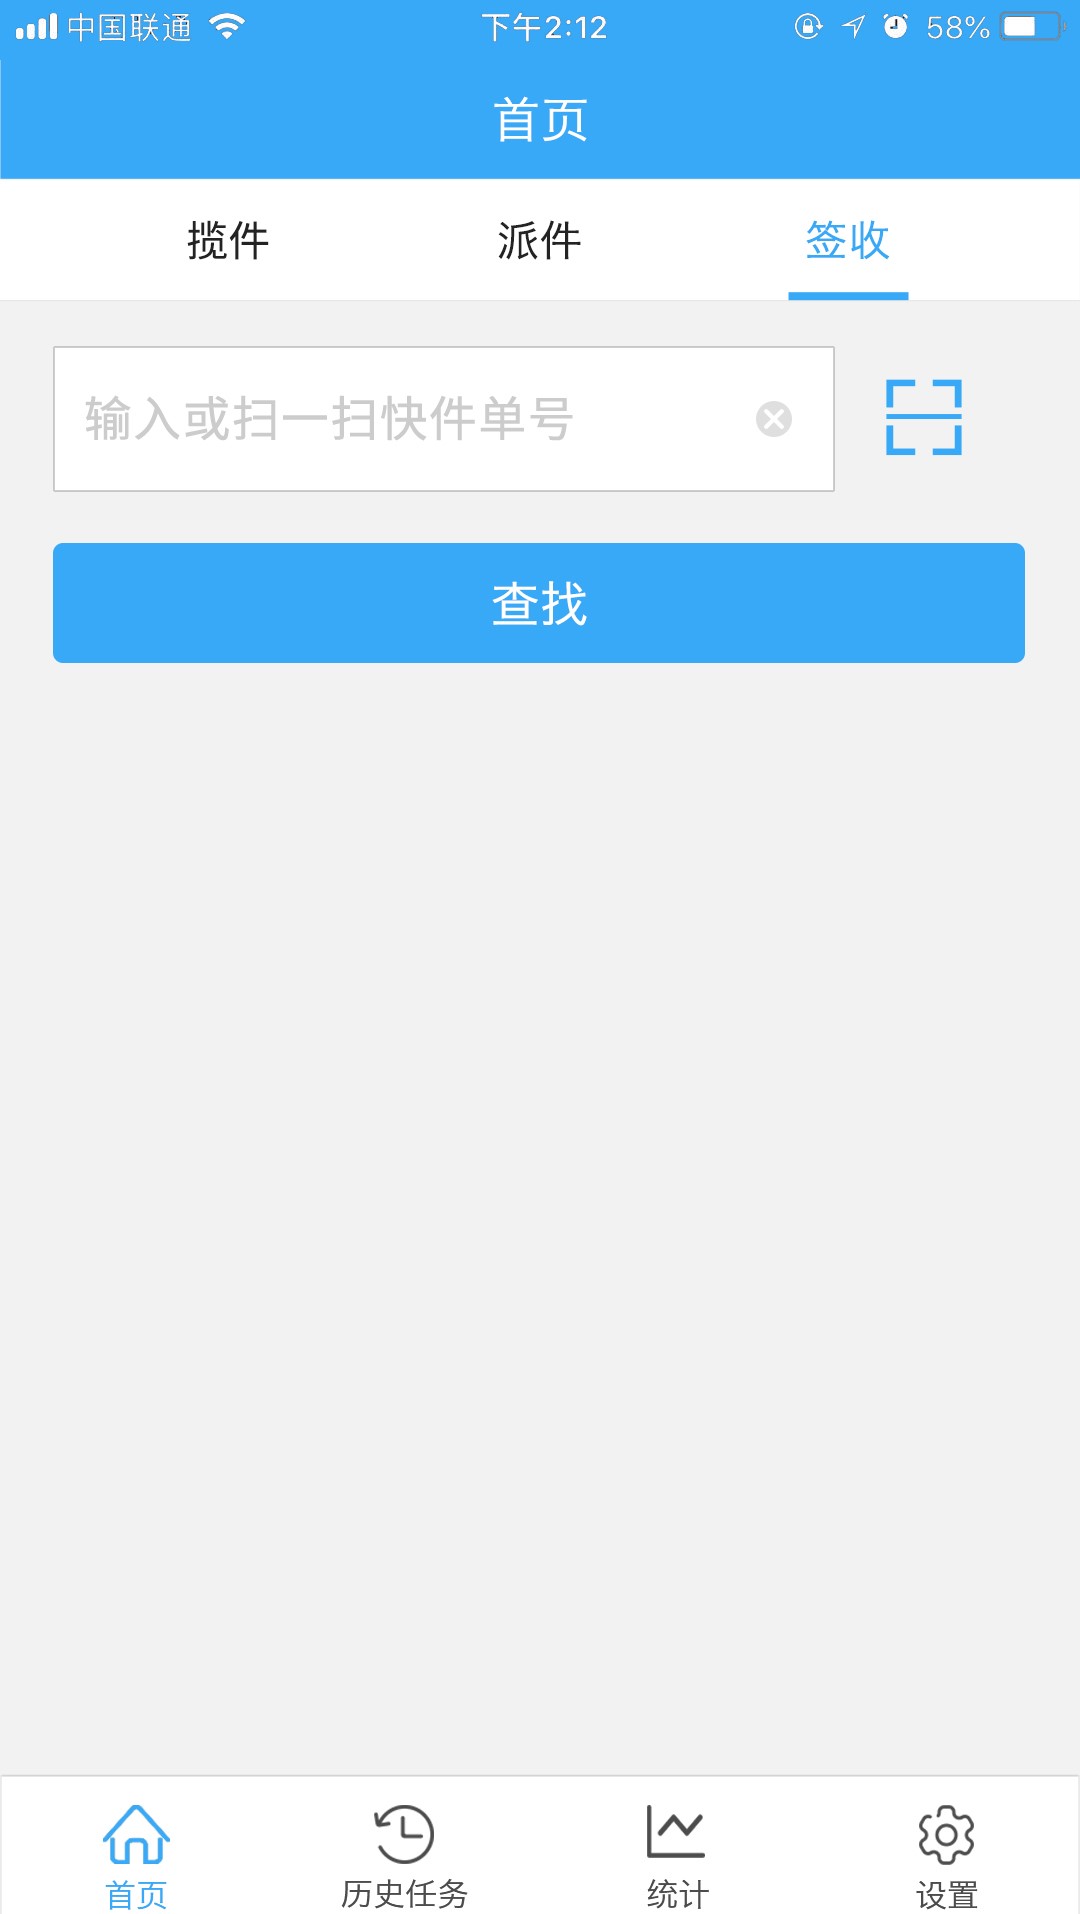 中国联通 下午2:12 58%
首页
揽件 派件 签收
输入或扫一扫快件单号
查找
首页 历史任务 统计 设置